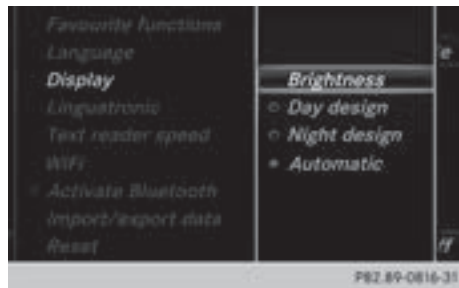 Favourite functions
Language
Display
Linguatronic
Text reader speed
WiFi
Activate Bluetooth
Import/export data
Reset
Brightness
Day design
Night design
Automatic
e
ff
P82.89-0816-31